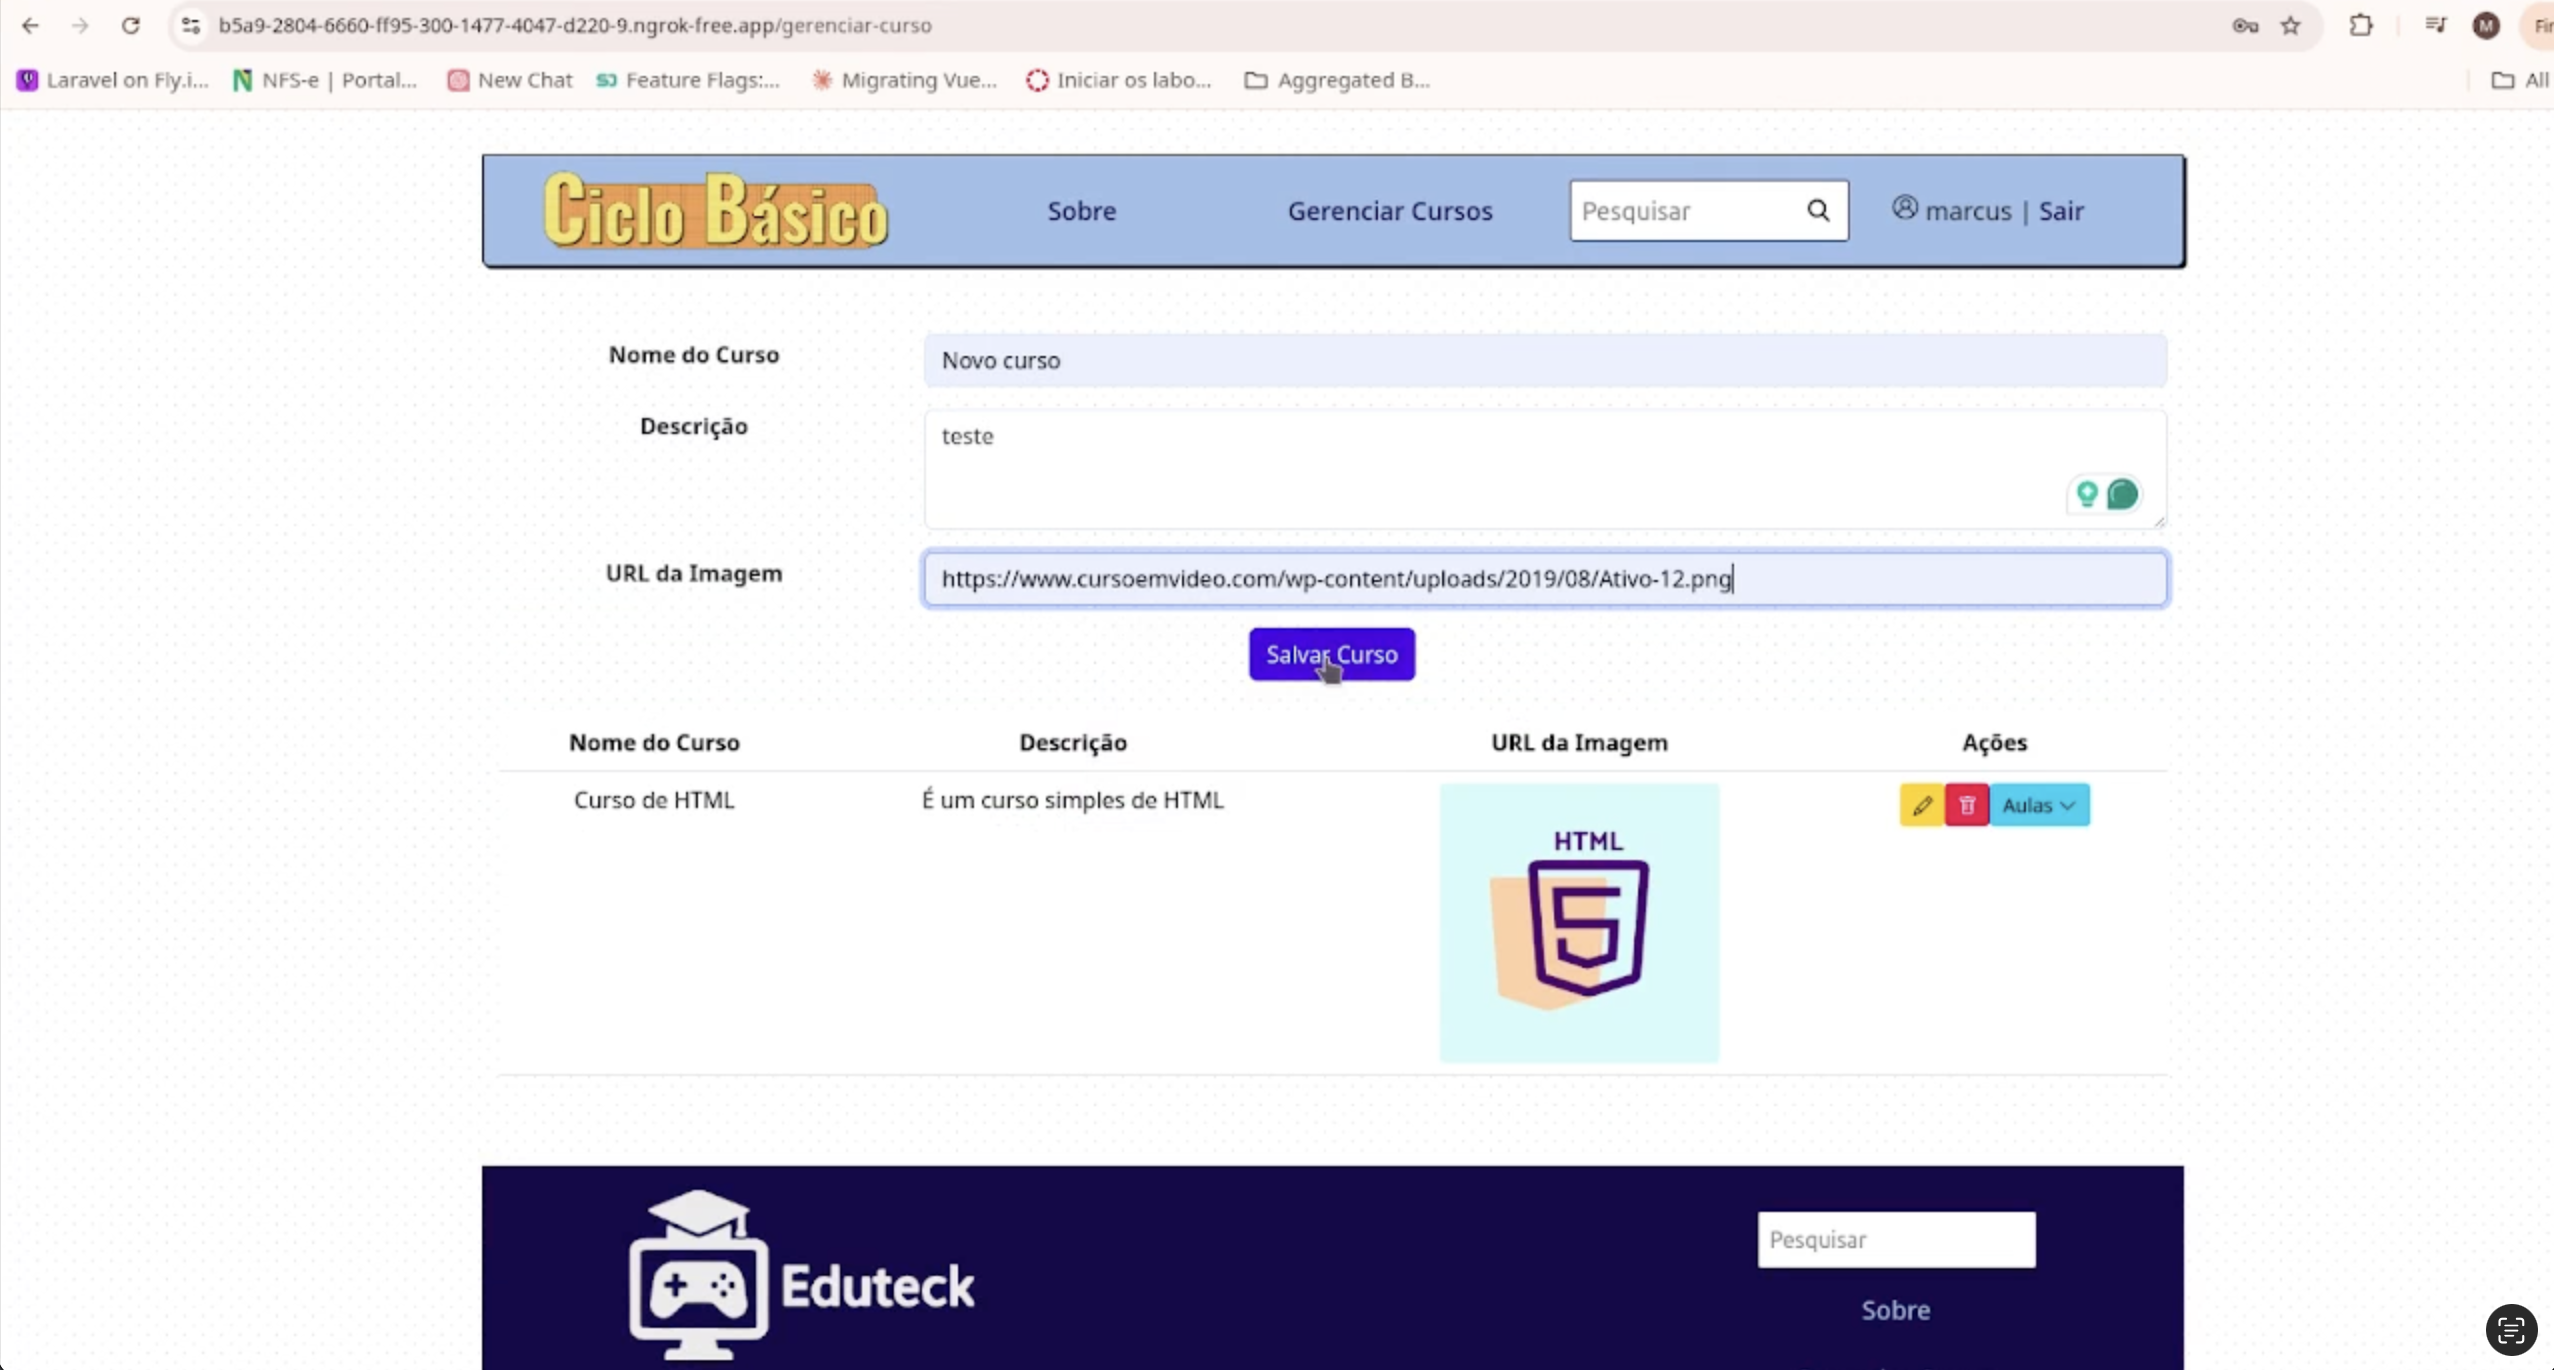 b5a9-2804-6660-ff95-300-1477-4047-d220-9.ngrok-free.app/gerenciar-curso
M
Laravel on Fly.i... NFS-e | Portal... New Chat Feature Flags:... Migrating Vue... Iniciar os labo... Aggregated B... All
Ciclo Básico Sobre Gerenciar Cursos Pesquisar marcus | Sair
Nome do Curso Novo curso
Descrição teste
URL da Imagem https://www.cursoemvideo.com/wp-content/uploads/2019/08/Ativo-12.png
Salvar Curso
Nome do Curso Descrição URL da Imagem Ações
Curso de HTML É um curso simples de HTML Aulas
HTML
5
Pesquisar
Eduteck
Sobre